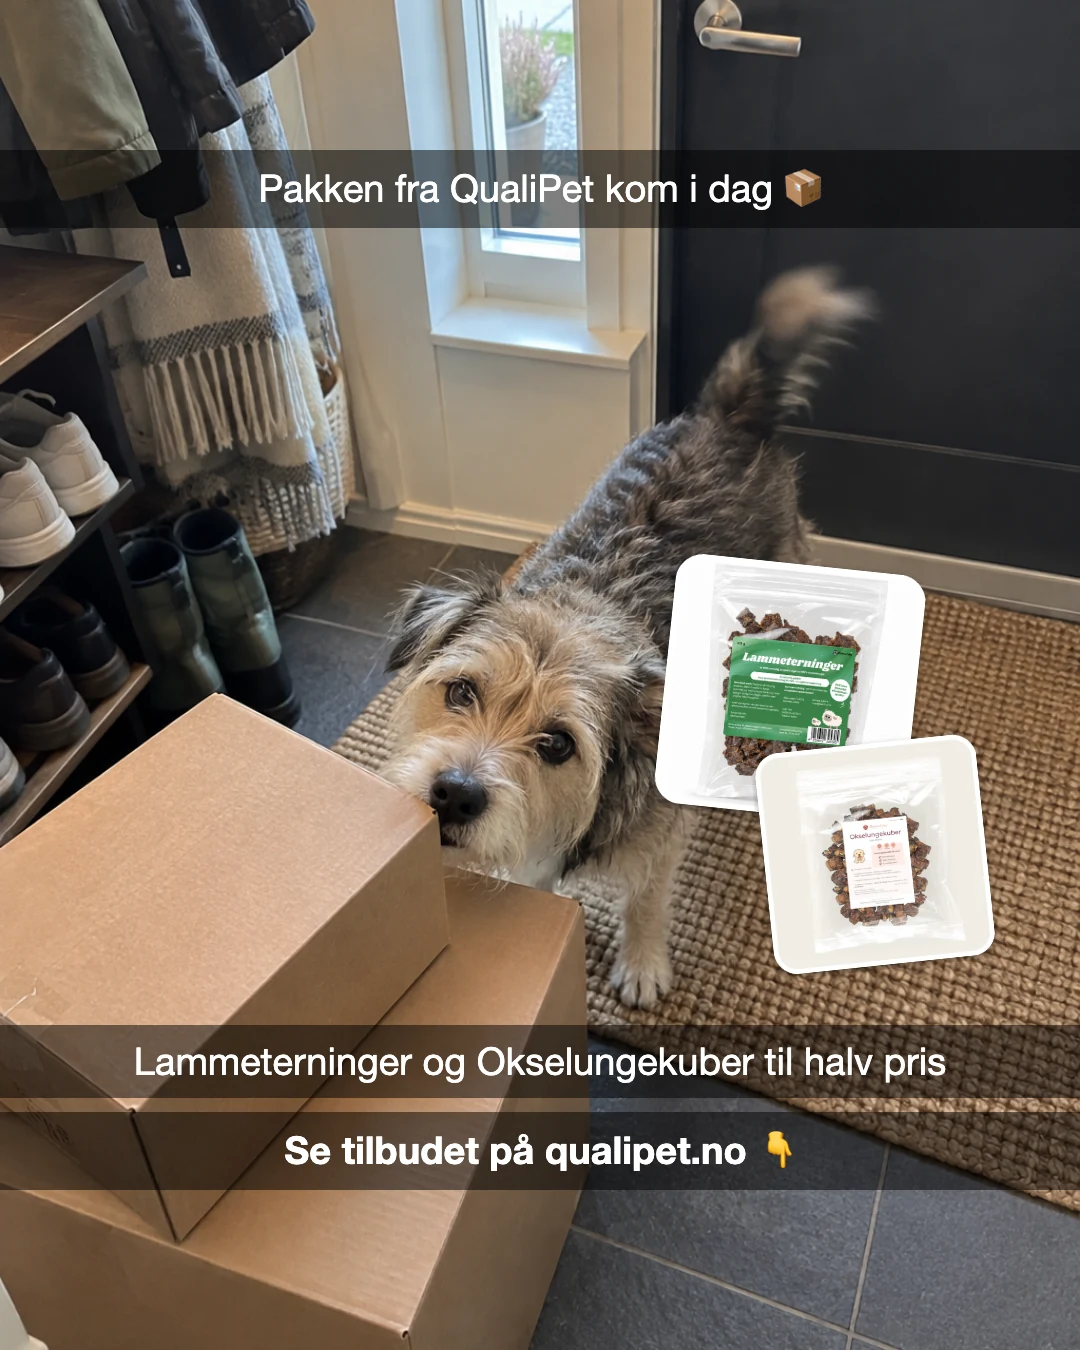 Pakken fra QualiPet kom i dag 📦
Lammeterninger
Okselungekuber
Lammeterninger og Okselungekuber til halv pris
Se tilbudet på qualipet.no 👇